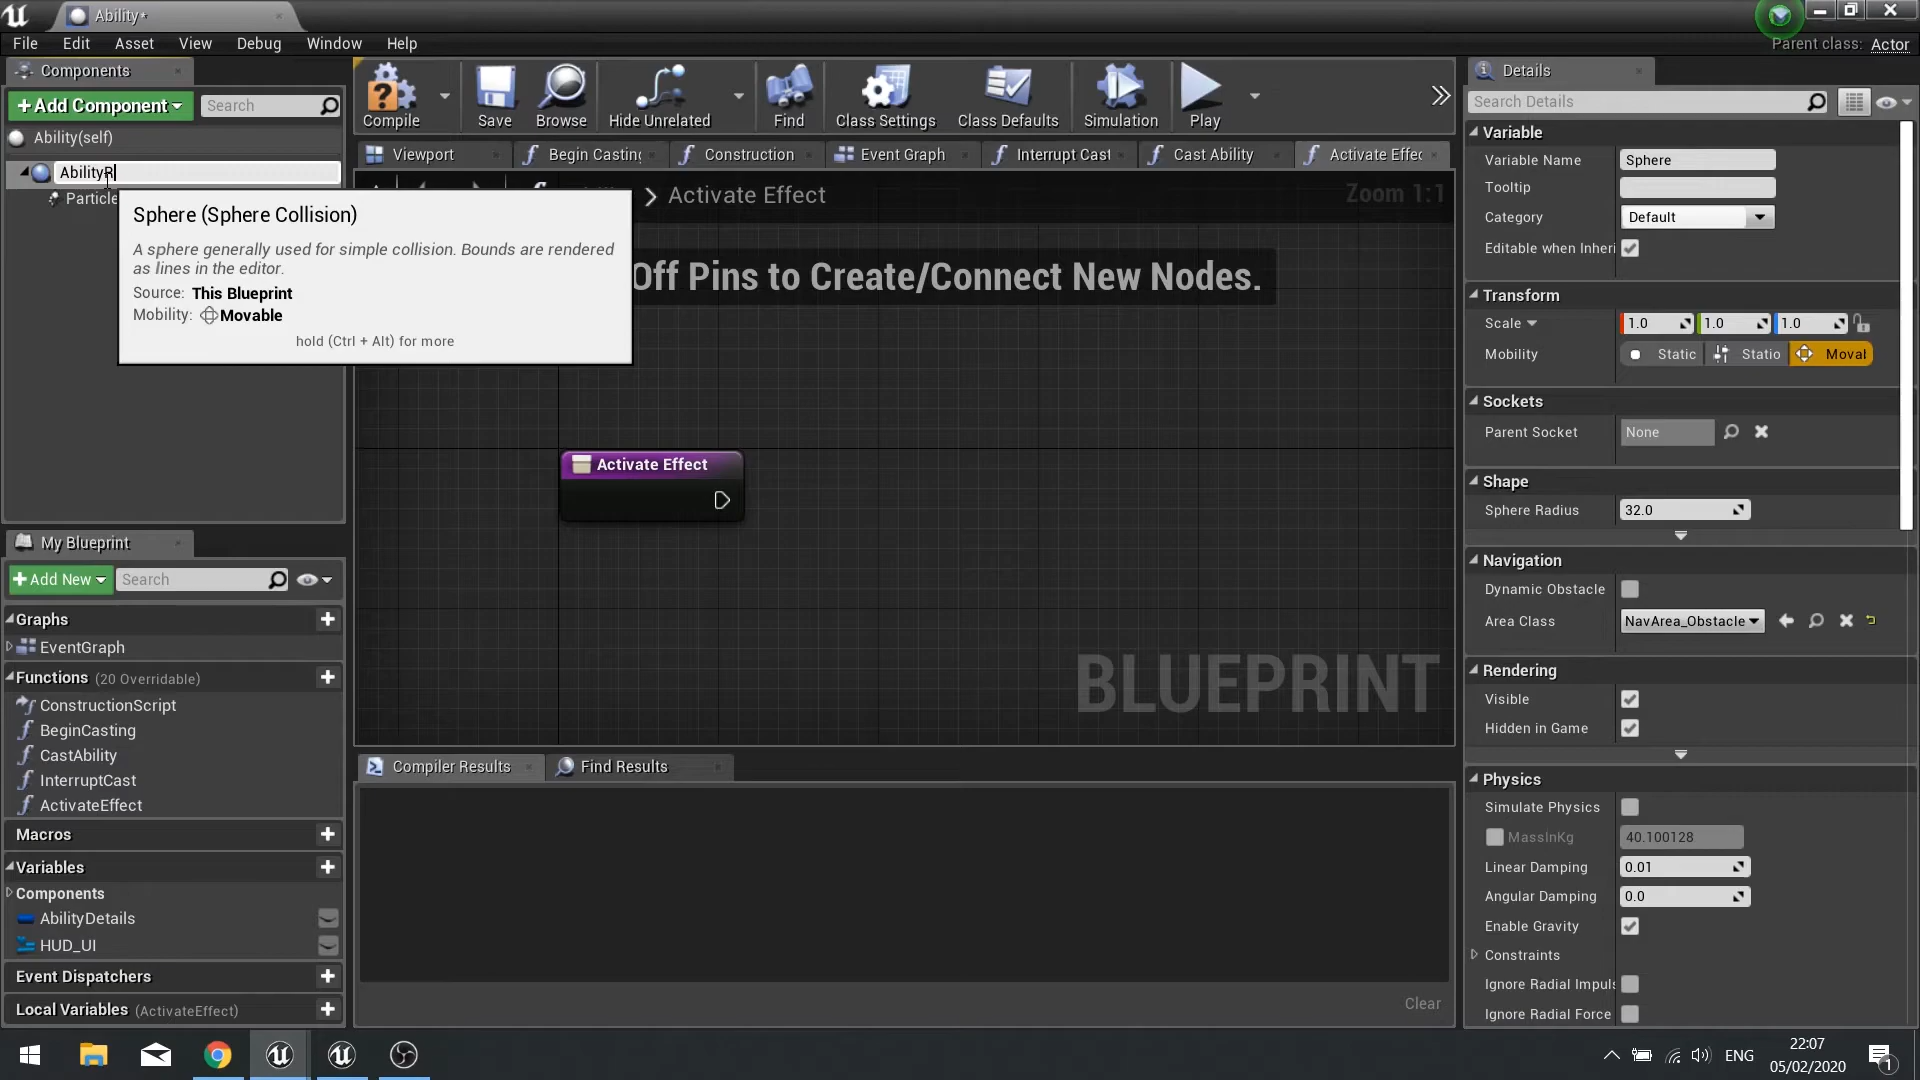 Ability*
File Edit Asset View Debug Window Help
Parent class: Actor
Components
+Add Component
Search
Ability(self)
AbilityR
Particle
Sphere (Sphere Collision)
A sphere generally used for simple collision. Bounds are rendered
as lines in the editor.
Source: This Blueprint
Mobility: Movable
hold (Ctrl + Alt) for more
Compile Save Browse Hide Unrelated Find Class Settings Class Defaults Simulation Play
Viewport Begin Casting Construction Event Graph Interrupt Cast Cast Ability Activate Effec
Activate Effect
Zoom 1:1
Off Pins to Create/Connect New Nodes.
Activate Effect
BLUEPRINT
Compiler Results
Find Results
Clear
My Blueprint
+Add New
Search
Graphs
EventGraph
Functions (20 Overridable)
ConstructionScript
BeginCasting
CastAbility
InterruptCast
ActivateEffect
Macros
Variables
Components
AbilityDetails
HUD_UI
Event Dispatchers
Local Variables (ActivateEffect)
Details
Search Details
Variable
Variable Name Sphere
Tooltip
Category Default
Editable when Inheri
Transform
Scale 1.0 1.0 1.0
Mobility Static Statio Moval
Sockets
Parent Socket None
Shape
Sphere Radius 32.0
Navigation
Dynamic Obstacle
Area Class NavArea_Obstacle
Rendering
Visible
Hidden in Game
Physics
Simulate Physics
MassInKg 40.100128
Linear Damping 0.01
Angular Damping 0.0
Enable Gravity
Constraints
Ignore Radial Impuls
Ignore Radial Force
ENG
22:07
05/02/2020
1